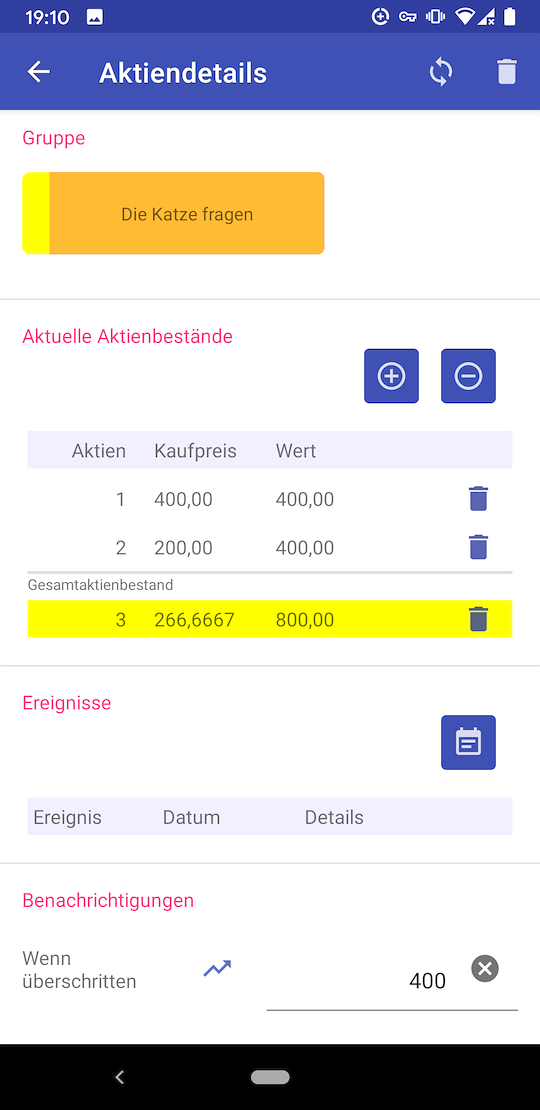 19:10
Aktiendetails
Gruppe
Die Katze fragen
Aktuelle Aktienbestände
Aktien Kaufpreis Wert
1 400,00 400,00
2 200,00 400,00
Gesamtaktienbestand
3 266,6667 800,00
Ereignisse
Ereignis Datum Details
Benachrichtigungen
Wenn
überschritten
400